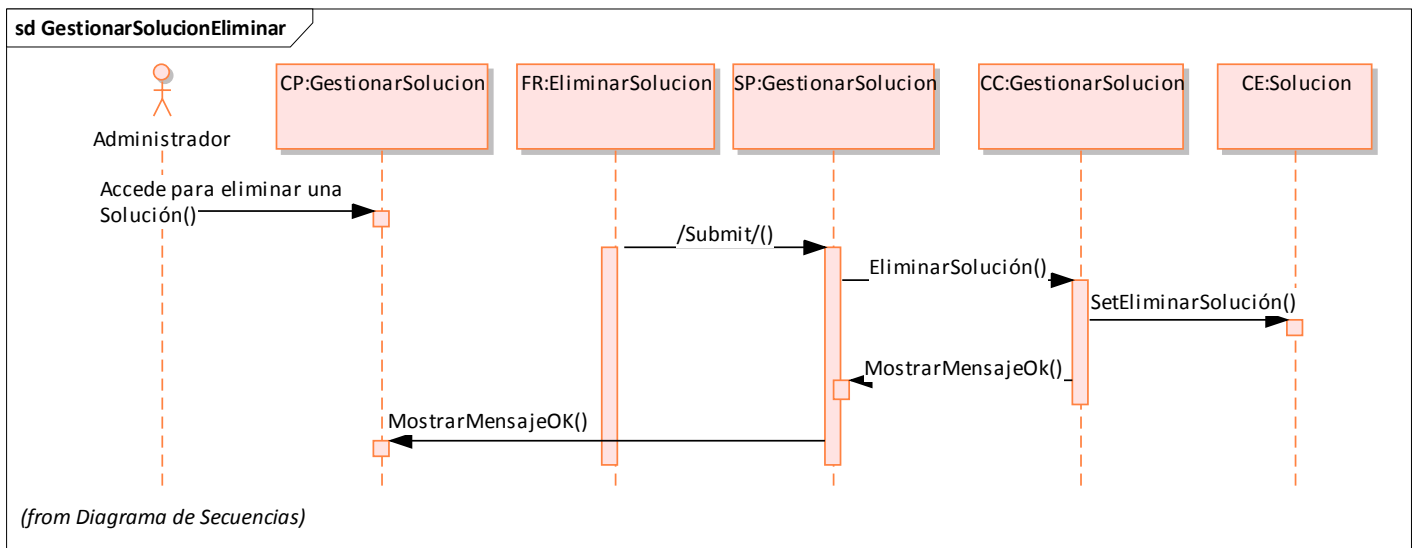 sd GestionarSolucionEliminar
CP:GestionarSolucion
FR:EliminarSolucion
SP:GestionarSolucion
CC:GestionarSolucion
CE:Solucion
Administrador
Accede para eliminar una
Solución()
/Submit/()
EliminarSolución()
SetEliminarSolución()
MostrarMensajeOk()
MostrarMensajeOK()
(from Diagrama de Secuencias)